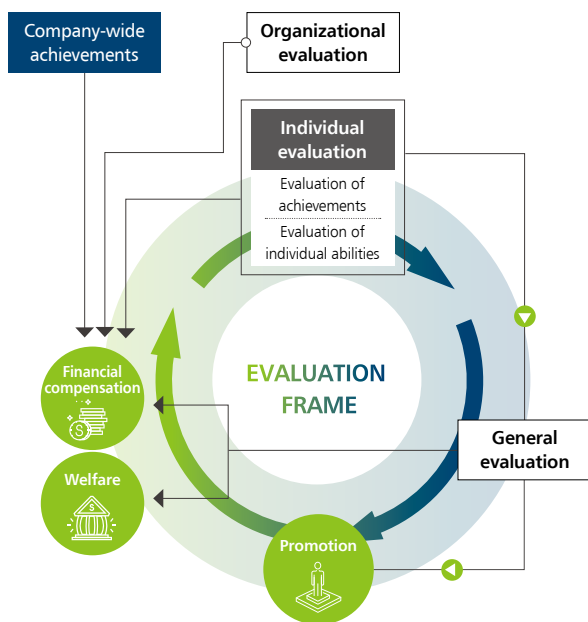 Company-wide
achievements
Organizational
evaluation
Individual
evaluation
Evaluation of
achievements
Evaluation of
individual abilities
EVALUATION
FRAME
Financial
compensation
$
Welfare
$
General
evaluation
Promotion